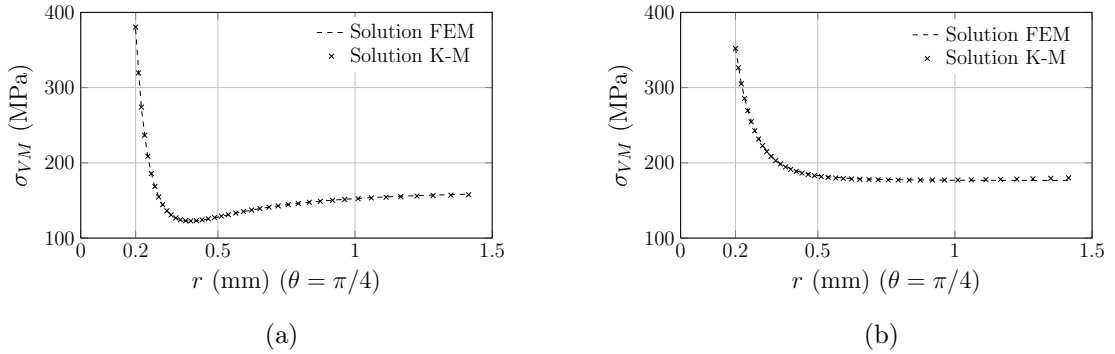 400
300
200
100
σ_VM (MPa)
0
0.2
0.5
1
1.5
r (mm) (θ = π/4)
Solution FEM
Solution K-M
(a)
400
300
200
100
σ_VM (MPa)
0
0.2
0.5
1
1.5
r (mm) (θ = π/4)
Solution FEM
Solution K-M
(b)